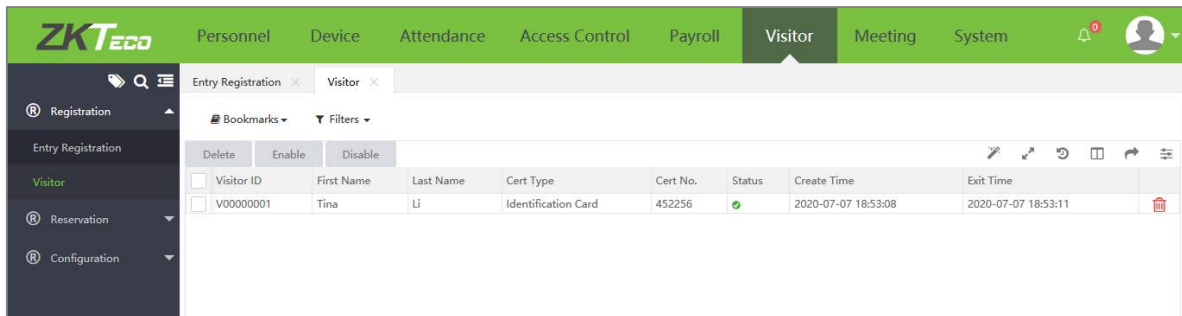 ZKTeco Personnel Device Attendance Access Control Payroll Visitor Meeting System 0
Entry Registration Visitor
® Registration
Bookmarks Filters
Entry Registration
Delete Enable Disable
Visitor
Visitor ID First Name Last Name Cert Type Cert No. Status Create Time Exit Time
V00000001 Tina Li Identification Card 452256 2020-07-07 18:53:08 2020-07-07 18:53:11
® Reservation
® Configuration